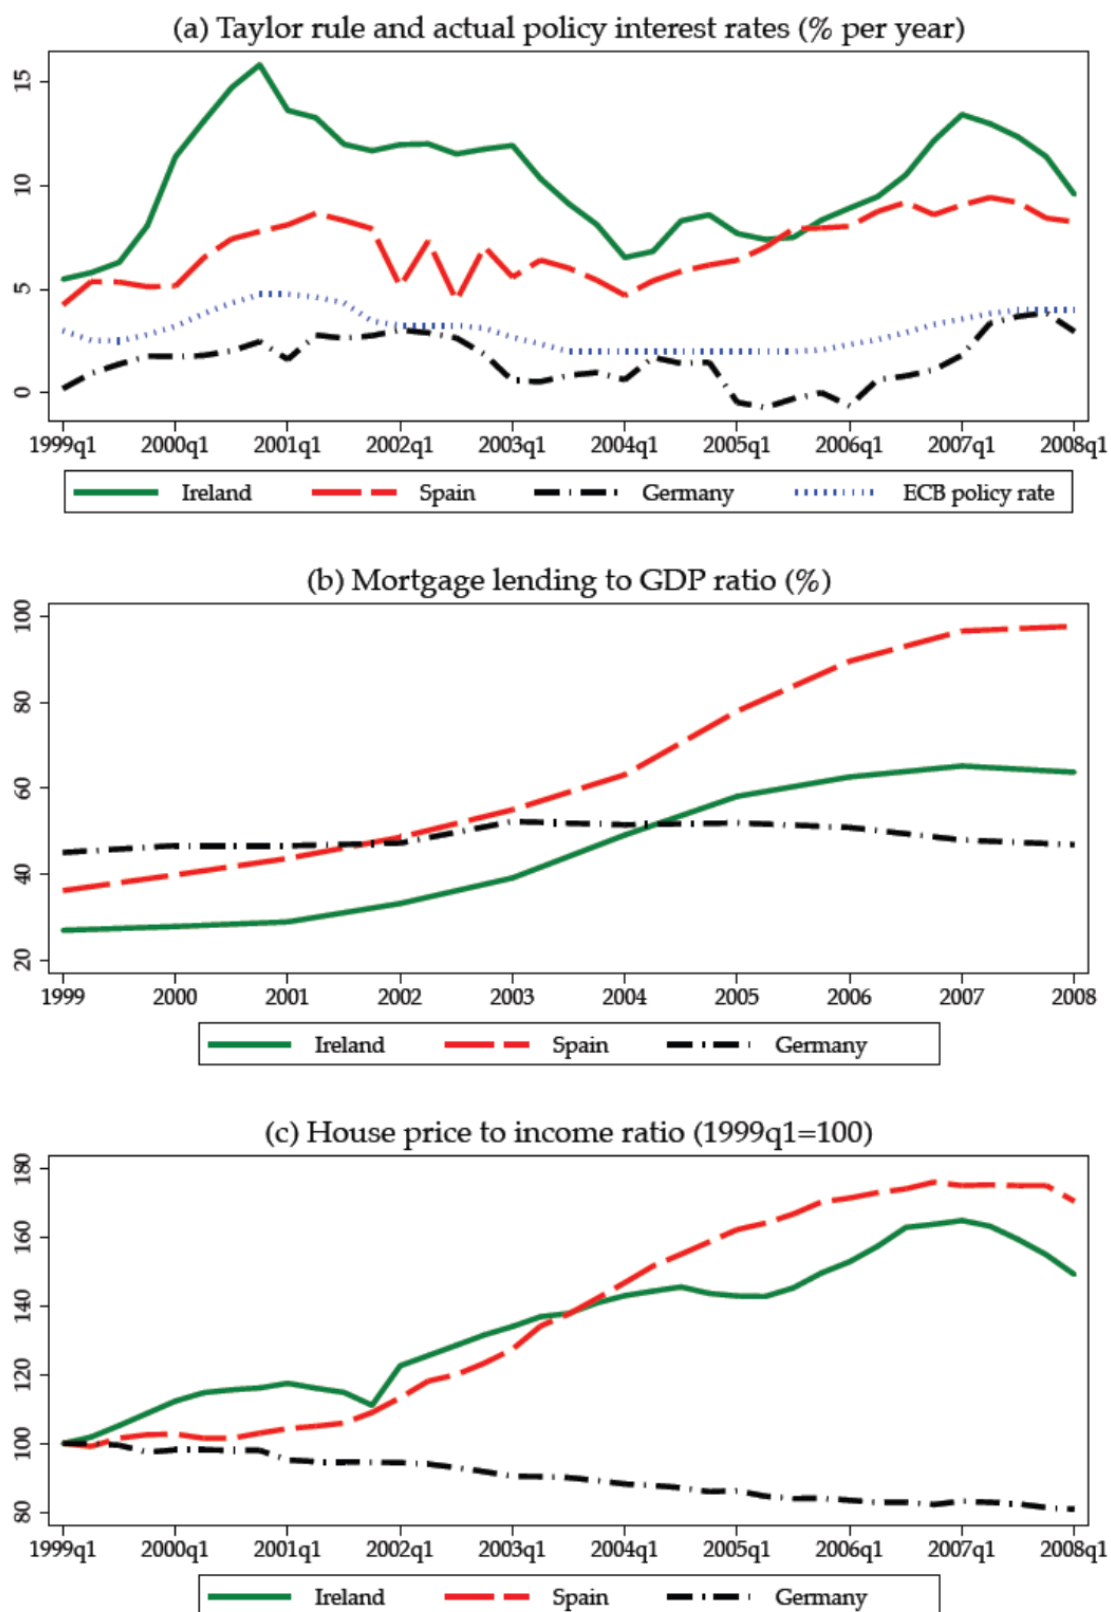 (a) Taylor rule and actual policy interest rates (% per year)
15
10
5
0
1999q1 2000q1 2001q1 2002q1 2003q1 2004q1 2005q1 2006q1 2007q1 2008q1
Ireland Spain Germany ECB policy rate
(b) Mortgage lending to GDP ratio (%)
100
80
60
40
20
1999 2000 2001 2002 2003 2004 2005 2006 2007 2008
Ireland Spain Germany
(c) House price to income ratio (1999q1=100)
180
160
140
120
100
80
1999q1 2000q1 2001q1 2002q1 2003q1 2004q1 2005q1 2006q1 2007q1 2008q1
Ireland Spain Germany